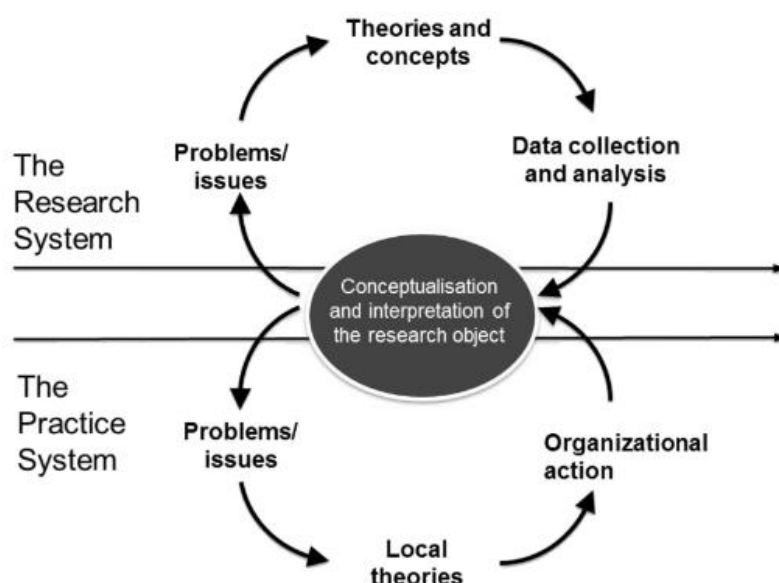 Theories and
concepts
Problems/
issues
Data collection
and analysis
The
Research
System
Conceptualisation
and interpretation of
the research object
The
Practice
System
Problems/
issues
Organizational
action
Local
theories